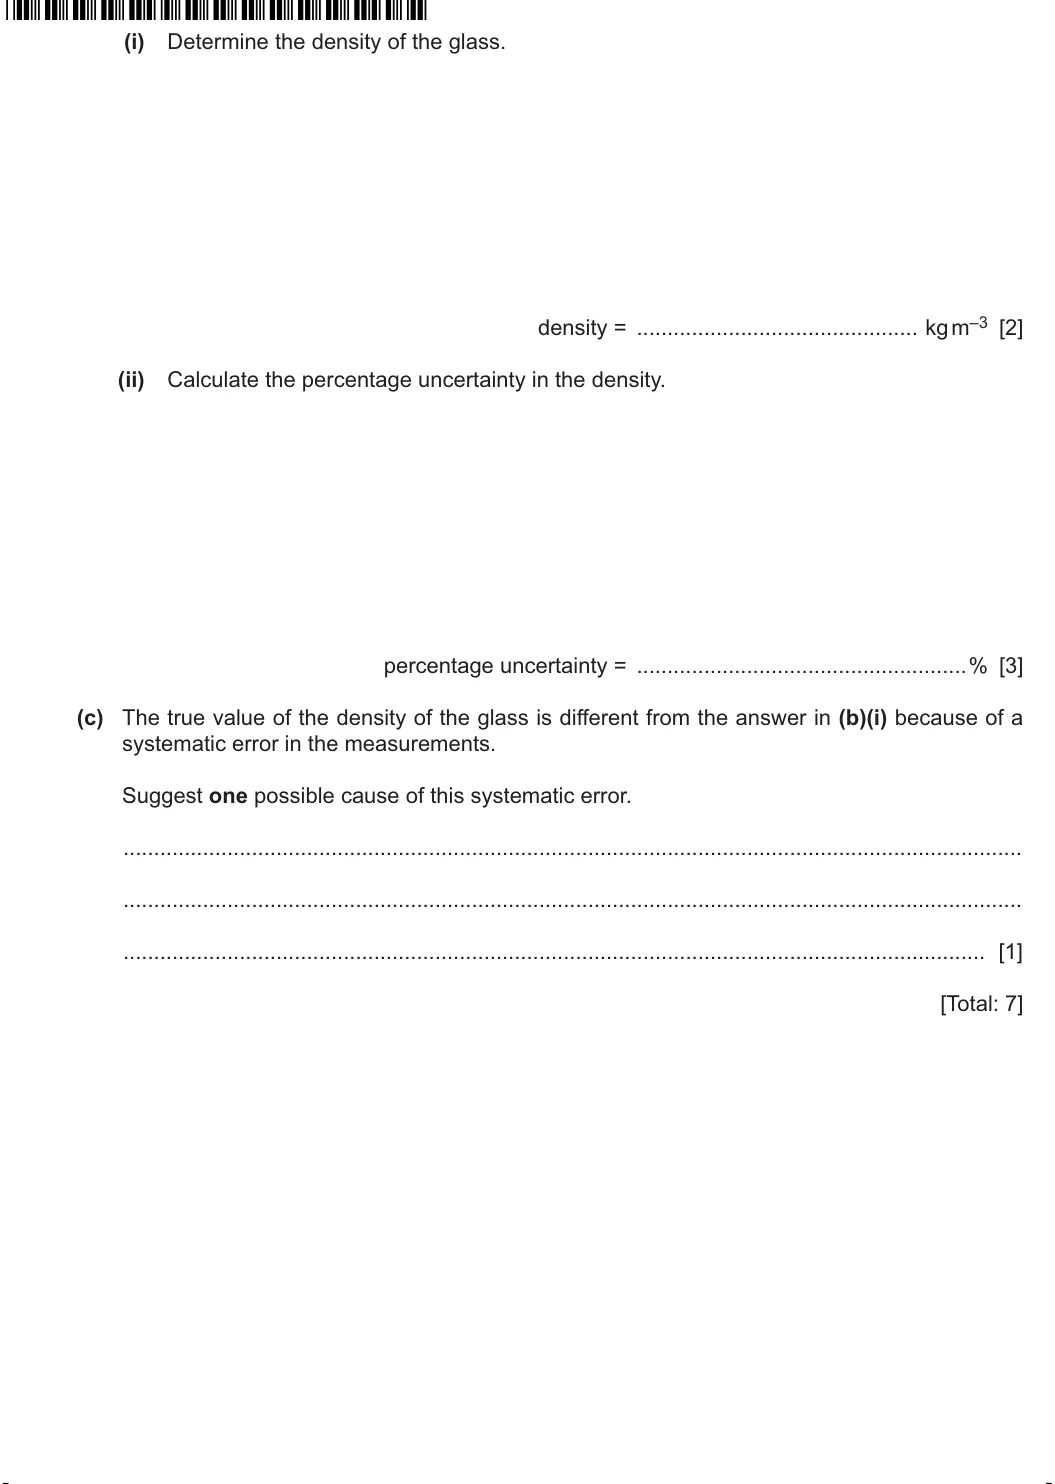 (i) Determine the density of the glass.
density = .............................................. kg m–3 [2]
(ii) Calculate the percentage uncertainty in the density.
percentage uncertainty = ...................................................... % [3]
(c) The true value of the density of the glass is different from the answer in (b)(i) because of a
systematic error in the measurements.
Suggest one possible cause of this systematic error.
...................................................................................................................................................
...................................................................................................................................................
............................................................................................................................................. [1]
[Total: 7]